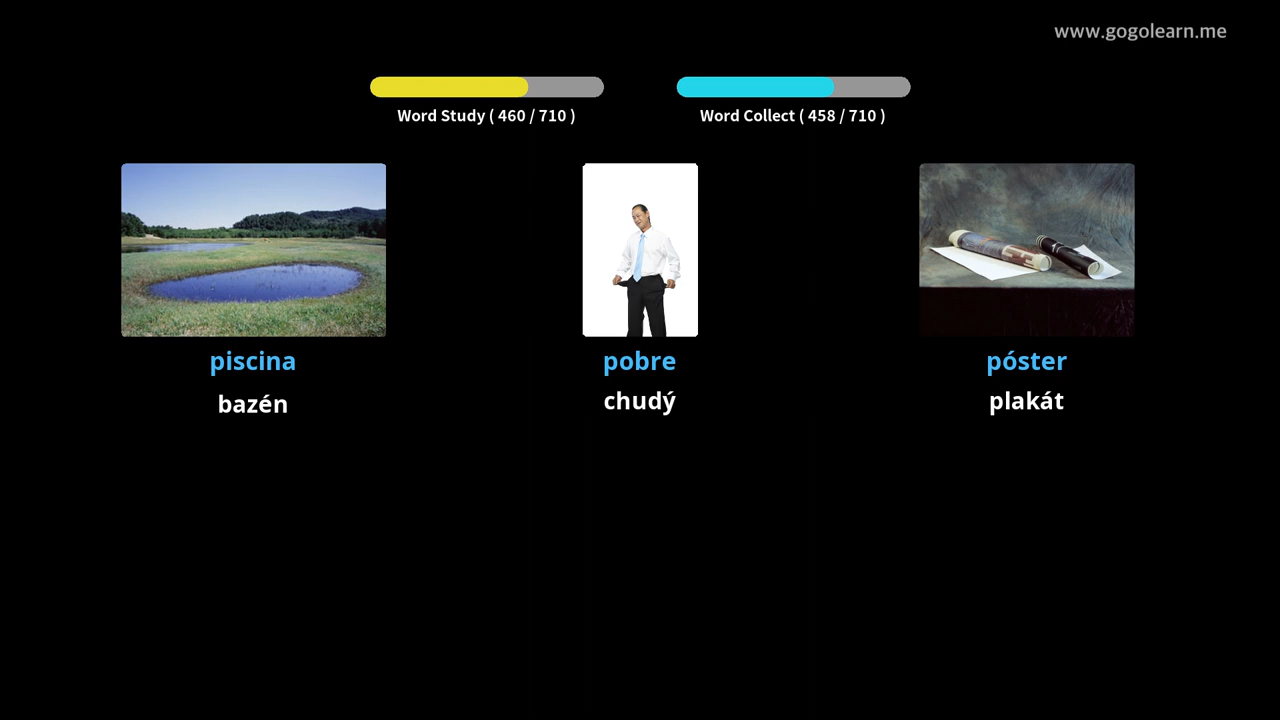 www.gogolearn.me
Word Study ( 460 / 710 )
Word Collect ( 458 / 710 )
piscina
pobre
póster
bazén
chudý
plakát